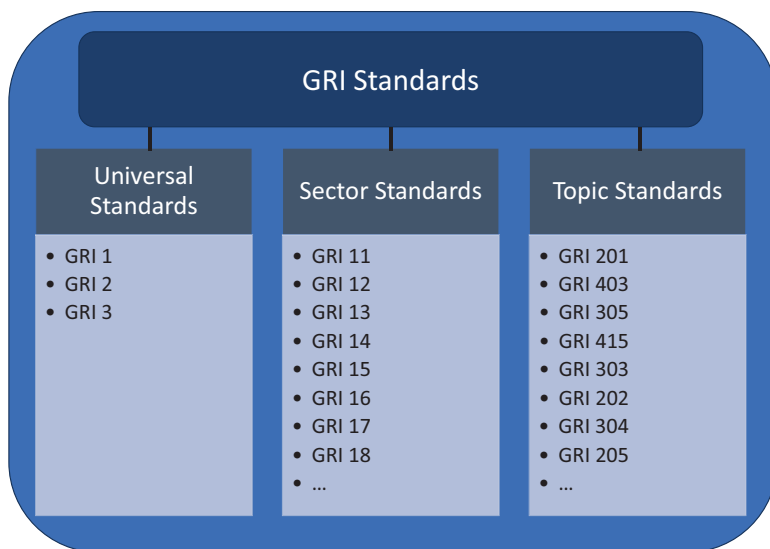 GRI Standards
Universal
Standards
• GRI 1
• GRI 2
• GRI 3
Sector Standards
• GRI 11
• GRI 12
• GRI 13
• GRI 14
• GRI 15
• GRI 16
• GRI 17
• GRI 18
• ...
Topic Standards
• GRI 201
• GRI 403
• GRI 305
• GRI 415
• GRI 303
• GRI 202
• GRI 304
• GRI 205
• ...